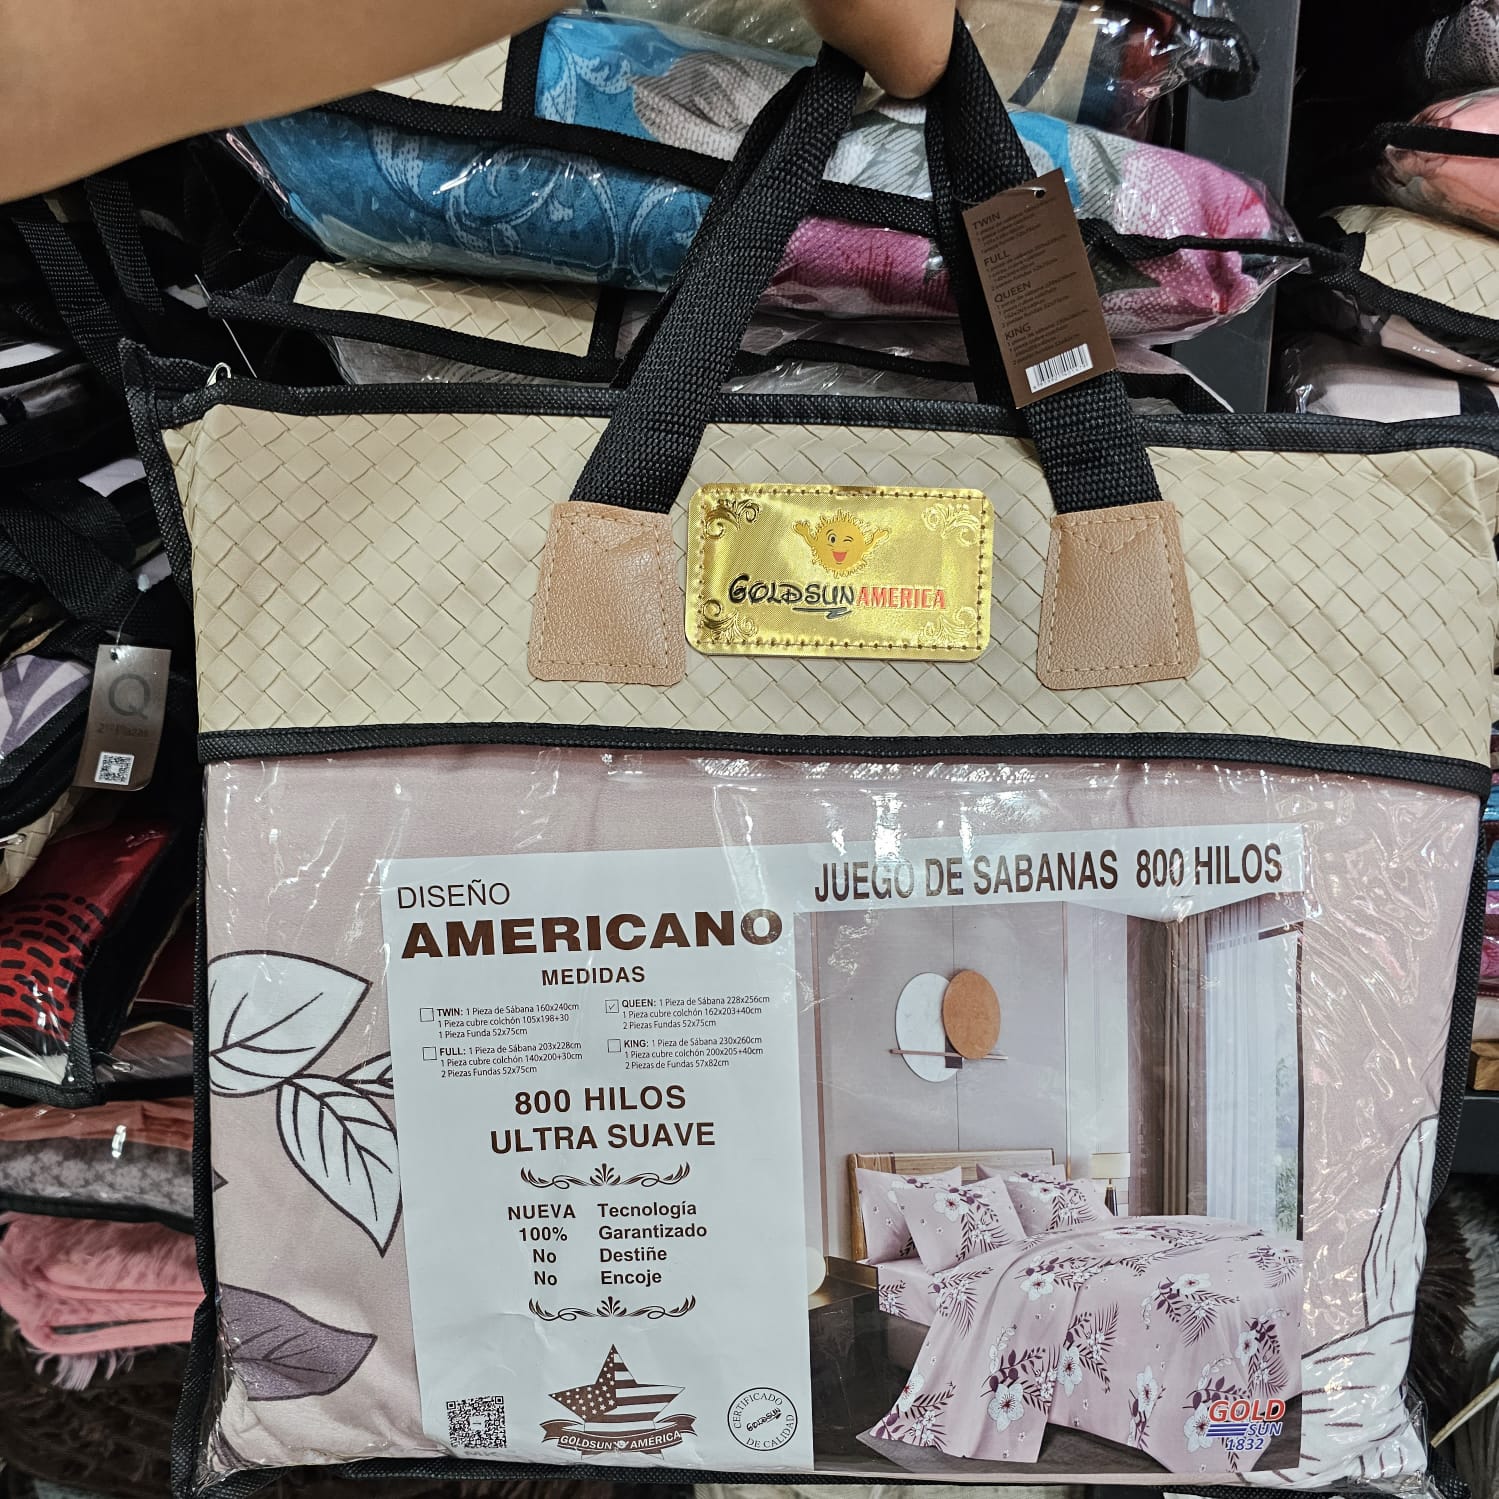 TWIN
FULL
QUEEN
KING
GOLDSUN AMERICA
Q
2 Plazas
DISEÑO
AMERICANO
MEDIDAS
TWIN: 1 Pieza de Sábana 160x240cm
1 Pieza cubre colchón 105x198+30
1 Pieza Funda 52x75cm
FULL: 1 Pieza de Sábana 203x228cm
1 Pieza cubre colchón 140x200+30cm
2 Piezas de Fundas 52x75cm
QUEEN: 1 Pieza de Sábana 228x256cm
1 Pieza cubre colchón 162x203+40cm
2 Piezas Fundas 52x75cm
KING: 1 Pieza de Sábana 230x260cm
1 Pieza cubre colchón 200x205+40cm
2 Piezas de Fundas 57x82cm
800 HILOS
ULTRA SUAVE
NUEVA Tecnología
100% Garantizado
No Destiñe
No Encoje
GOLDSUN AMÉRICA
CERTIFICADO
GOLDSUN
DE CALIDAD
JUEGO DE SABANAS 800 HILOS
GOLD
SUN
1832